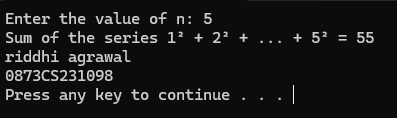 Enter the value of n: 5
Sum of the series 1² + 2² + ... + 5² = 55
riddhi agrawal
0873CS231098
Press any key to continue . . .